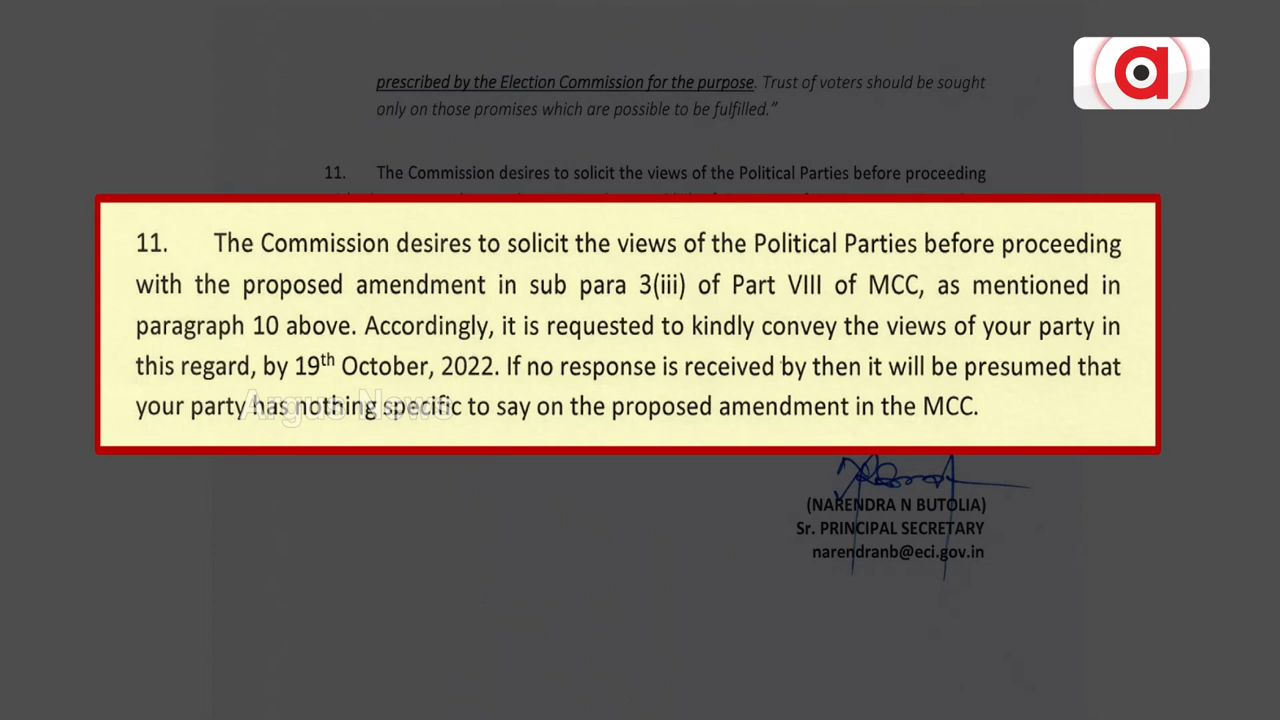 prescribed by the Election Commission for the purpose. Trust of voters should be sought
only on those promises which are possible to be fulfilled.”
11. The Commission desires to solicit the views of the Political Parties before proceeding
11. The Commission desires to solicit the views of the Political Parties before proceeding
with the proposed amendment in sub para 3(iii) of Part VIII of MCC, as mentioned in
paragraph 10 above. Accordingly, it is requested to kindly convey the views of your party in
this regard, by 19th October, 2022. If no response is received by then it will be presumed that
your party has nothing specific to say on the proposed amendment in the MCC.
Argus News
(NARENDRA N BUTOLIA)
Sr. PRINCIPAL SECRETARY
narendranb@eci.gov.in
a